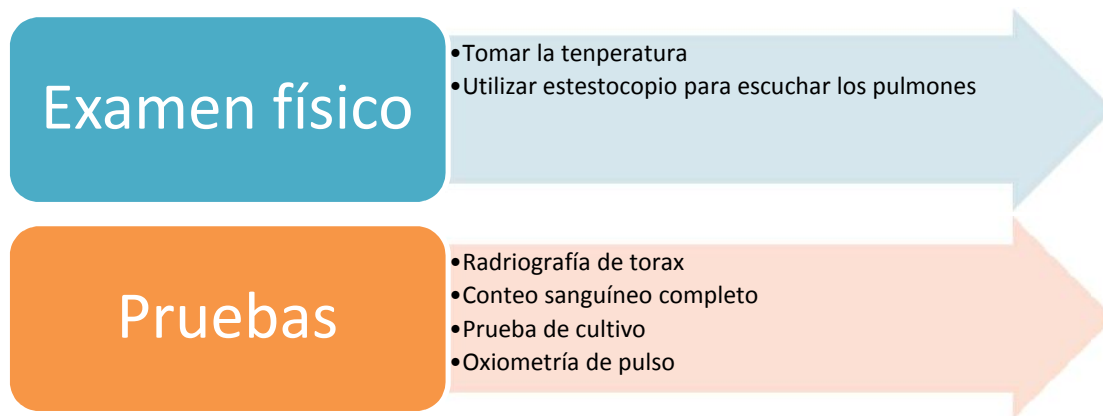 Examen físico
•Tomar la tenperatura
•Utilizar estestocopio para escuchar los pulmones
Pruebas
•Radriografía de torax
•Conteo sanguíneo completo
•Prueba de cultivo
•Oxiometría de pulso